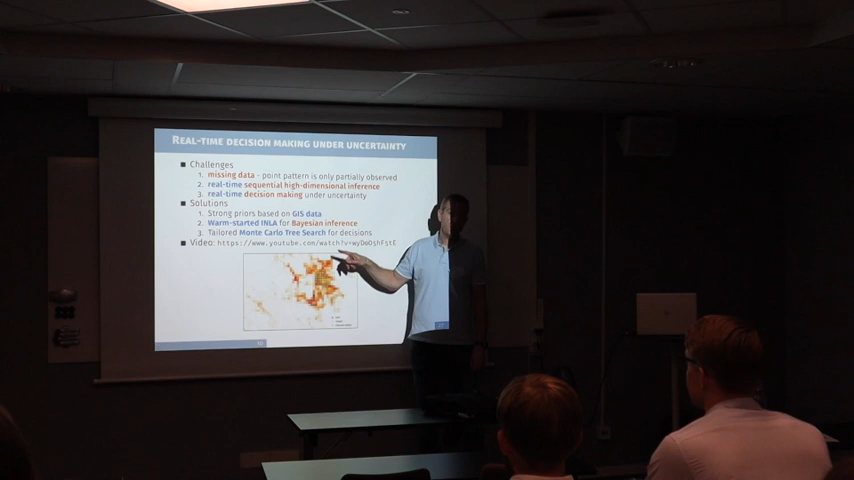 REAL-TIME DECISION MAKING UNDER UNCERTAINTY
■ Challenges
1. missing data - point pattern is only partially observed
2. real-time sequential high-dimensional inference
3. real-time decision making under uncertainty
■ Solutions
1. Strong priors based on GIS data
2. Warm-started INLA for Bayesian inference
3. Tailored Monte Carlo Tree Search for decisions
■ Video: https://www.youtube.com/watch?v=